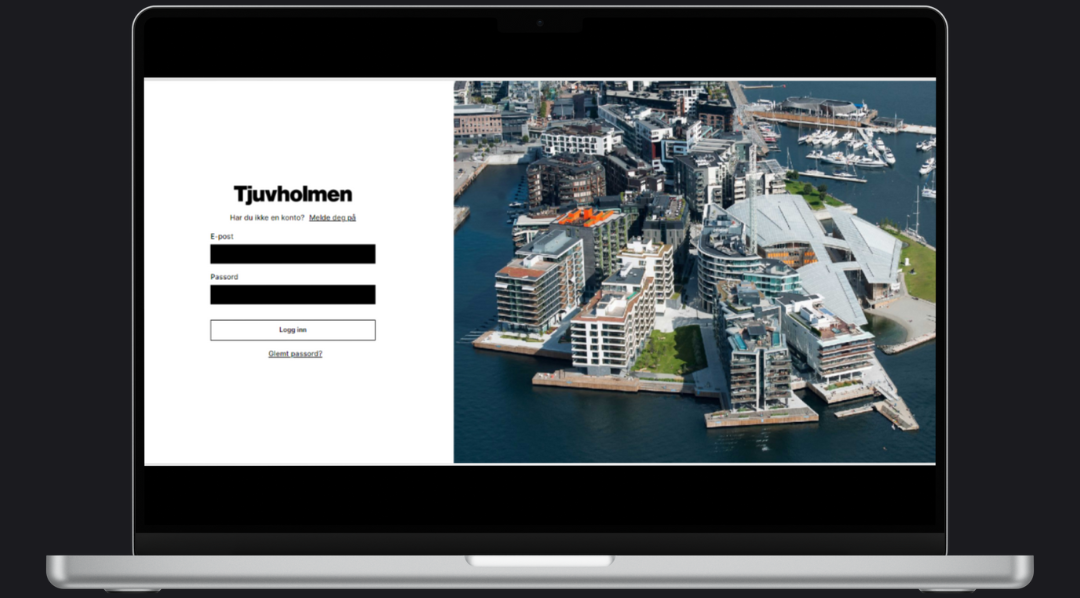 Tjuvholmen
Har du ikke en konto? Melde deg på
E-post
Passord
Logg inn
Glemt passord?